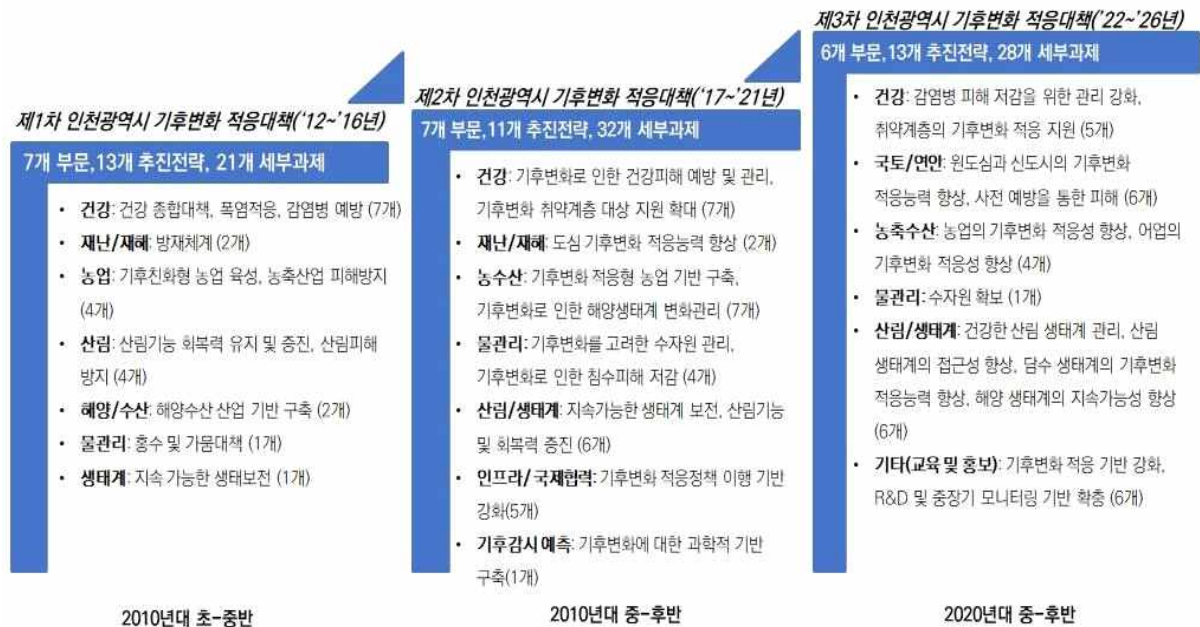 제1차 인천광역시 기후변화 적응대책('12~'16년)
7개 부문,13개 추진전략, 21개 세부과제
• 건강: 건강 종합대책, 폭염적응, 감염병 예방 (7개)
• 재난/재해: 방재체계 (2개)
• 농업: 기후친화형 농업 육성, 농축산업 피해방지
(4개)
• 산림: 산림기능 회복력 유지 및 증진, 산림피해
방지 (4개)
• 해양/수산: 해양수산 산업 기반 구축 (2개)
• 물관리: 홍수 및 가뭄대책 (1개)
• 생태계: 지속 가능한 생태보전 (1개)
2010년대 초-중반
제2차 인천광역시 기후변화 적응대책('17~'21년)
7개 부문,11개 추진전략, 32개 세부과제
• 건강: 기후변화로 인한 건강피해 예방 및 관리,
기후변화 취약계층 대상 지원 확대 (7개)
• 재난/재해: 도심 기후변화 적응능력 향상 (2개)
• 농수산: 기후변화 적응형 농업 기반 구축,
기후변화로 인한 해양생태계 변화관리 (7개)
• 물관리: 기후변화를 고려한 수자원 관리,
기후변화로 인한 침수피해 저감 (4개)
• 산림/생태계: 지속가능한 생태계 보전, 산림기능
및 회복력 증진 (6개)
• 인프라/국제협력: 기후변화 적응정책 이행 기반
강화(5개)
• 기후감시 예측: 기후변화에 대한 과학적 기반
구축(1개)
2010년대 중-후반
제3차 인천광역시 기후변화 적응대책('22~'26년)
6개 부문,13개 추진전략, 28개 세부과제
• 건강: 감염병 피해 저감을 위한 관리 강화,
취약계층의 기후변화 적응 지원 (5개)
• 국토/연안: 원도심과 신도시의 기후변화
적응능력 향상, 사전 예방을 통한 피해 (6개)
• 농축수산: 농업의 기후변화 적응성 향상, 어업의
기후변화 적응성 향상 (4개)
• 물관리: 수자원 확보 (1개)
• 산림/생태계: 건강한 산림 생태계 관리, 산림
생태계의 접근성 향상, 담수 생태계의 기후변화
적응능력 향상, 해양 생태계의 지속가능성 향상
(6개)
• 기타(교육 및 홍보): 기후변화 적응 기반 강화,
R&D 및 중장기 모니터링 기반 확충 (6개)
2020년대 중-후반